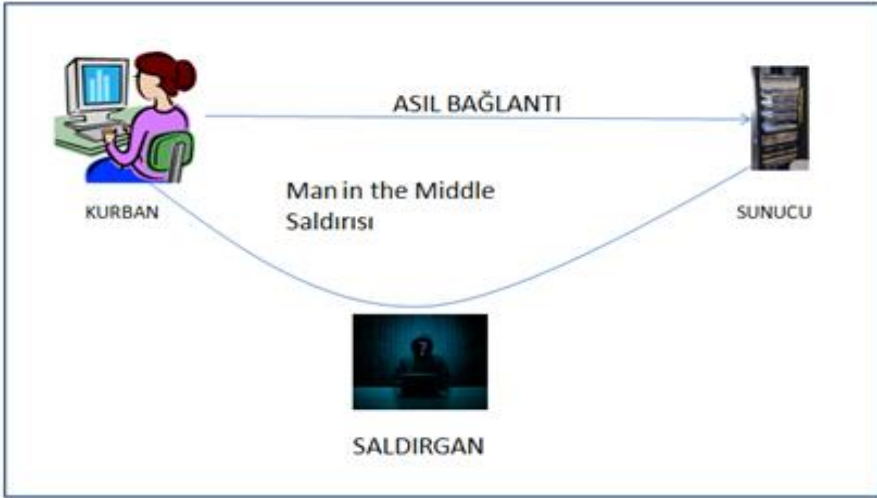 ASIL BAĞLANTI
Man in the Middle
Saldırısı
KURBAN
SUNUCU
?
SALDIRGAN